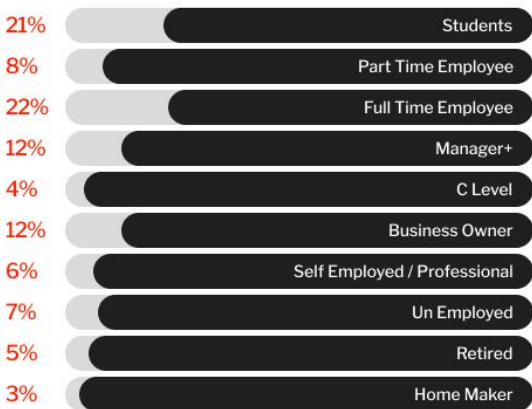 21% Students
8% Part Time Employee
22% Full Time Employee
12% Manager+
4% C Level
12% Business Owner
6% Self Employed / Professional
7% Un Employed
5% Retired
3% Home Maker